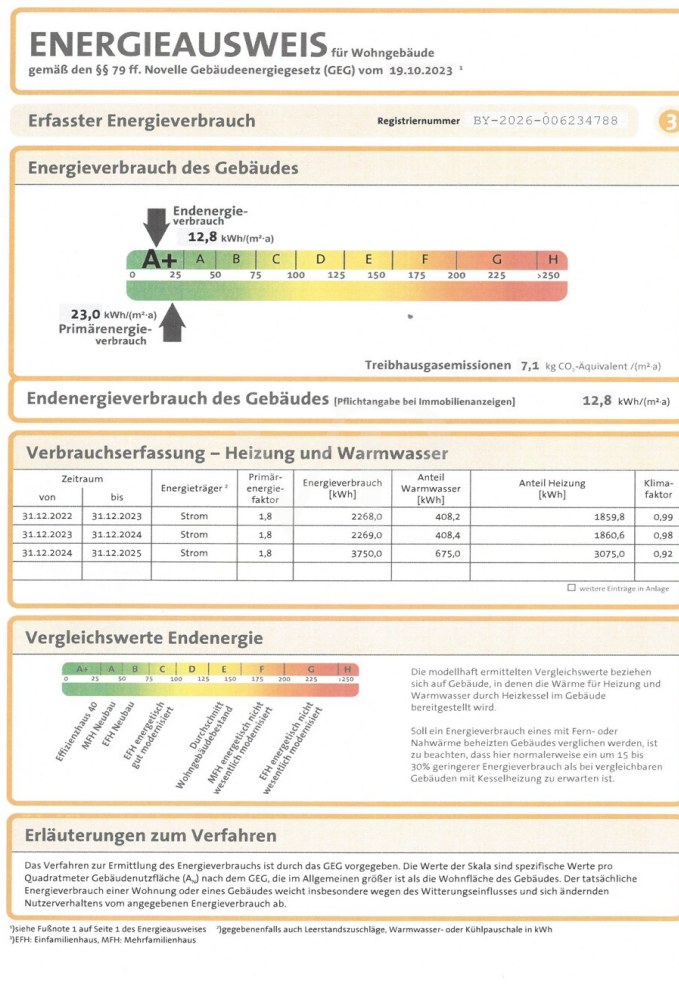 ENERGIEAUSWEIS für Wohngebäude
gemäß den §§ 79 ff. Novelle Gebäudeenergiegesetz (GEG) vom 19.10.2023 ¹
Erfasster Energieverbrauch Registriernummer BY-2026-006234788 3
Energieverbrauch des Gebäudes
Endenergie-
verbrauch
12,8 kWh/(m²·a)
A+ A B C D E F G H
0 25 50 75 100 125 150 175 200 225 >250
23,0 kWh/(m²·a)
Primärenergie-
verbrauch
Treibhausgasemissionen 7,1 kg CO₂-Äquivalent /(m²·a)
Endenergieverbrauch des Gebäudes [Pflichtangabe bei Immobilienanzeigen] 12,8 kWh/(m²·a)
Verbrauchserfassung – Heizung und Warmwasser
Zeitraum
von bis
Energieträger ²
Primär-
energie-
faktor
Energieverbrauch
[kWh]
Anteil
Warmwasser
[kWh]
Anteil Heizung
[kWh]
Klima-
faktor
31.12.2022 31.12.2023 Strom 1,8 2268,0 408,2 1859,8 0,99
31.12.2023 31.12.2024 Strom 1,8 2269,0 408,4 1860,6 0,98
31.12.2024 31.12.2025 Strom 1,8 3750,0 675,0 3075,0 0,92
weitere Einträge in Anlage
Vergleichswerte Endenergie
A+ A B C D E F G H
0 25 50 75 100 125 150 175 200 225 >250
Effizienzhaus 40
MFH Neubau
EFH Neubau
EFH energetisch
gut modernisiert
Durchschnitt
Wohngebäudebestand
MFH energetisch nicht
wesentlich modernisiert
EFH energetisch nicht
wesentlich modernisiert
Die modellhaft ermittelten Vergleichswerte beziehen
sich auf Gebäude, in denen die Wärme für Heizung und
Warmwasser durch Heizkessel im Gebäude
bereitgestellt wird.
Soll ein Energieverbrauch eines mit Fern- oder
Nahwärme beheizten Gebäudes verglichen werden, ist
zu beachten, dass hier normalerweise ein um 15 bis
30% geringerer Energieverbrauch als bei vergleichbaren
Gebäuden mit Kesselheizung zu erwarten ist.
Erläuterungen zum Verfahren
Das Verfahren zur Ermittlung des Energieverbrauchs ist durch das GEG vorgegeben. Die Werte der Skala sind spezifische Werte pro
Quadratmeter Gebäudenutzfläche (Aₙ) nach dem GEG, die im Allgemeinen größer ist als die Wohnfläche des Gebäudes. Der tatsächliche
Energieverbrauch einer Wohnung oder eines Gebäudes weicht insbesondere wegen des Witterungseinflusses und sich ändernden
Nutzerverhaltens vom angegebenen Energieverbrauch ab.
¹)siehe Fußnote 1 auf Seite 1 des Energieausweises ²)gegebenenfalls auch Leerstandszuschläge, Warmwasser- oder Kühlpauschale in kWh
³)EFH: Einfamilienhaus, MFH: Mehrfamilienhaus